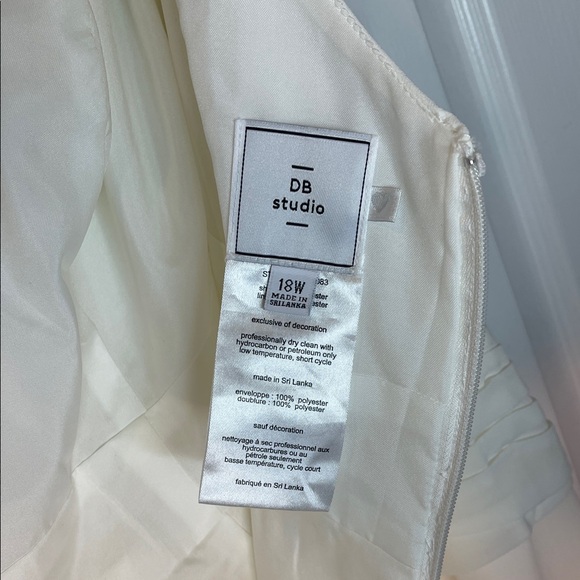 DB
studio
18W
MADE IN
SRI LANKA
083
exclusive of decoration
professionally dry clean with
hydrocarbon or petroleum only
low temperature, short cycle
made in Sri Lanka
enveloppe : 100% polyester
doublure : 100% polyester
sauf décoration
nettoyage à sec professionnel aux
hydrocarbures ou au
pétrole seulement
basse température, cycle court
fabriqué en Sri Lanka